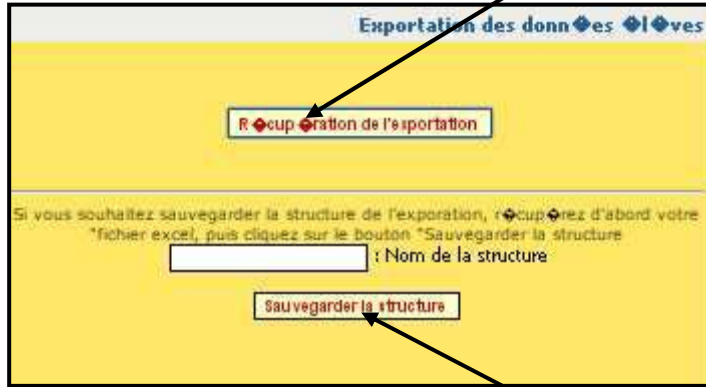 Exportation des donn�es �l�ves
R�cup�ration de l'exportation
Si vous souhaitez sauvegarder la structure de l'exporation, r�cup�rez d'abord votre
"fichier excel, puis cliquez sur le bouton "Sauvegarder la structure
: Nom de la structure
Sauvegarder la structure